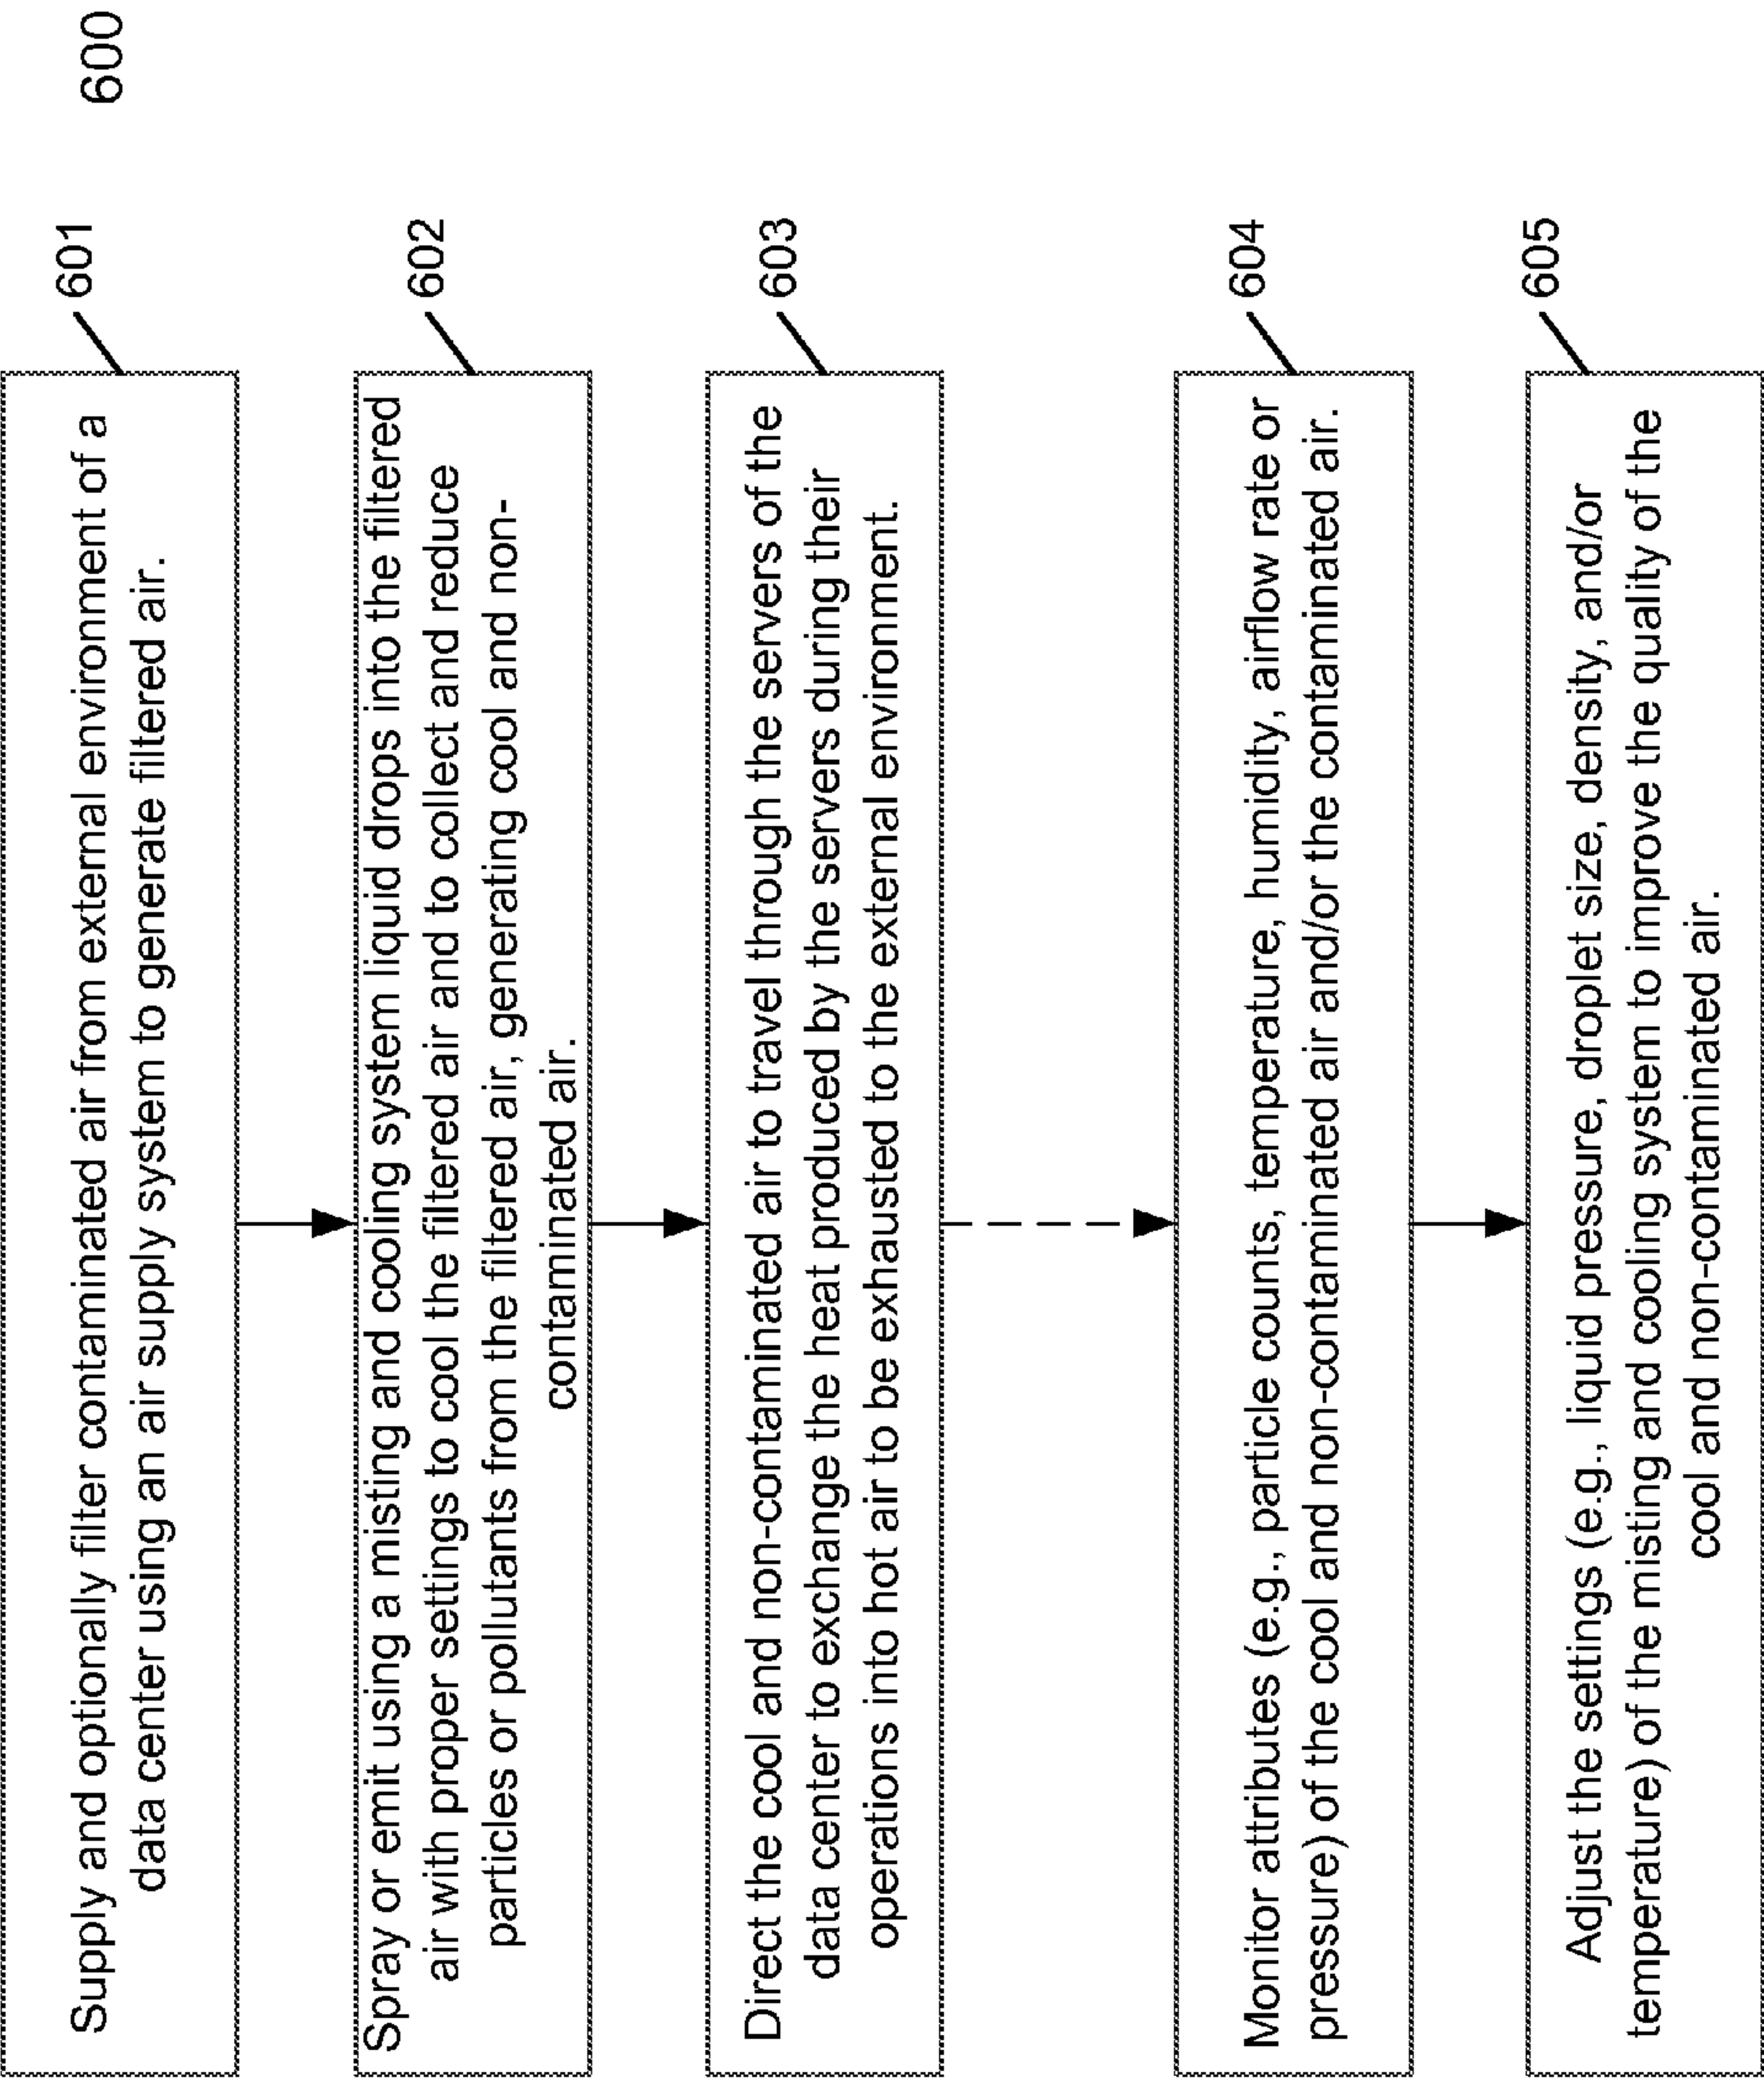 600
601
Supply and optionally filter contaminated air from external environment of a
data center using an air supply system to generate filtered air.
602
Spray or emit using a misting and cooling system liquid drops into the filtered
air with proper settings to cool the filtered air and to collect and reduce
particles or pollutants from the filtered air, generating cool and non-
contaminated air.
603
Direct the cool and non-contaminated air to travel through the servers of the
data center to exchange the heat produced by the servers during their
operations into hot air to be exhausted to the external environment.
604
Monitor attributes (e.g., particle counts, temperature, humidity, airflow rate or
pressure) of the cool and non-contaminated air and/or the contaminated air.
605
Adjust the settings (e.g., liquid pressure, droplet size, density, and/or
temperature) of the misting and cooling system to improve the quality of the
cool and non-contaminated air.